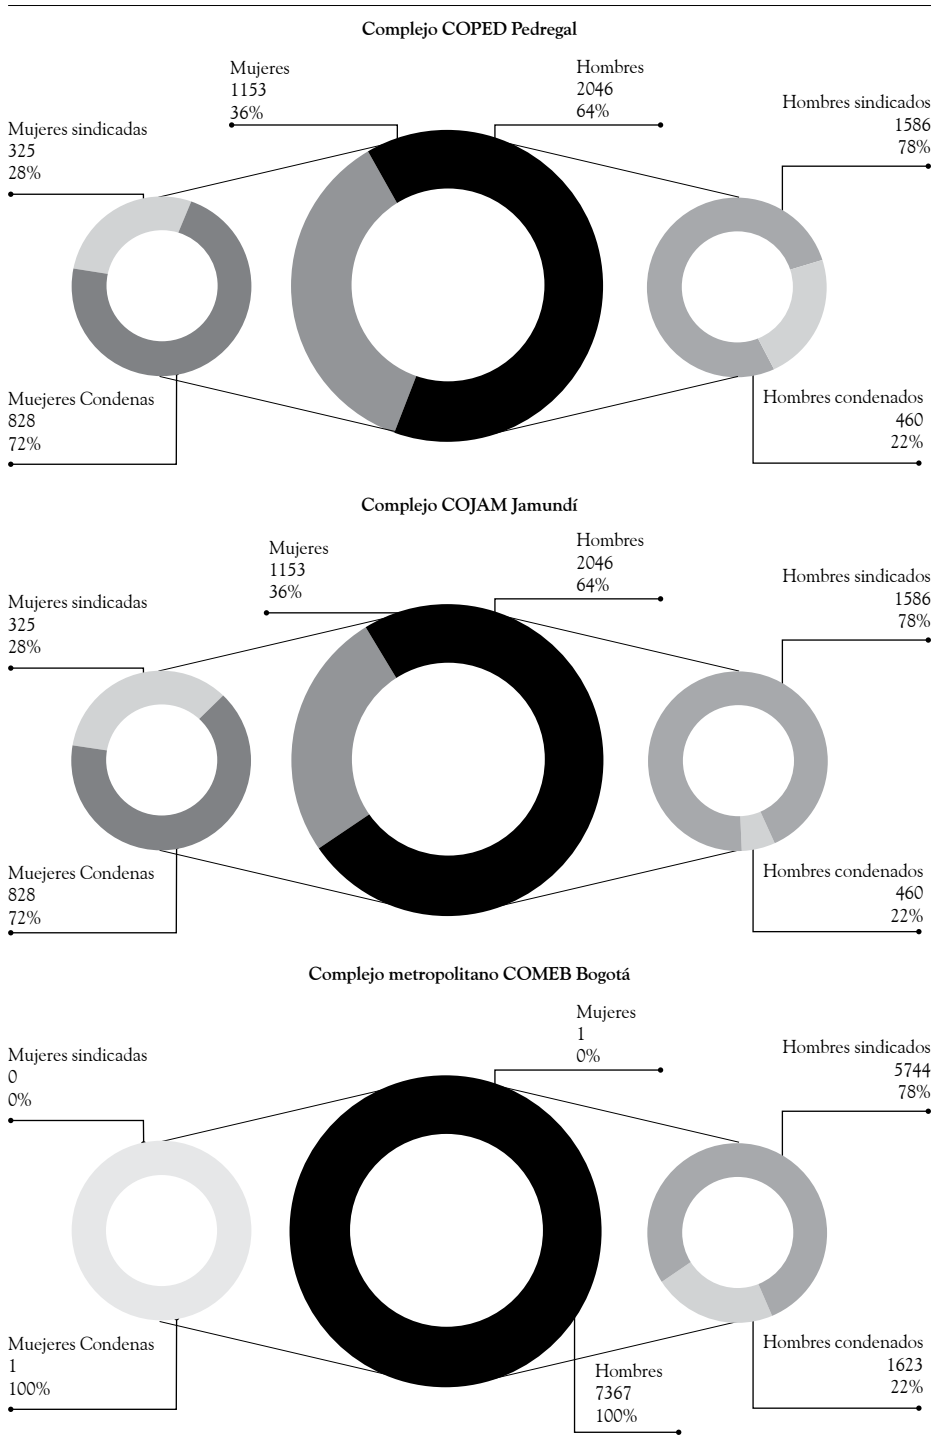 Complejo COPED Pedregal
Mujeres
1153
36%
Hombres
2046
64%
Hombres sindicados
1586
78%
Mujeres sindicadas
325
28%
Muejeres Condenas
828
72%
Hombres condenados
460
22%
Complejo COJAM Jamundí
Mujeres
1153
36%
Hombres
2046
64%
Hombres sindicados
1586
78%
Mujeres sindicadas
325
28%
Muejeres Condenas
828
72%
Hombres condenados
460
22%
Complejo metropolitano COMEB Bogotá
Mujeres
1
0%
Hombres sindicados
5744
78%
Mujeres sindicadas
0
0%
Muejeres Condenas
1
100%
Hombres condenados
1623
22%
Hombres
7367
100%